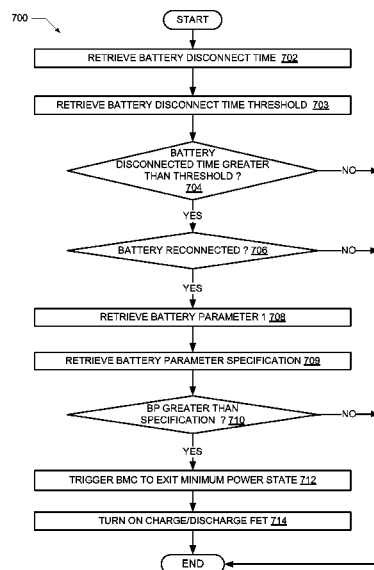 700
START
RETRIEVE BATTERY DISCONNECT TIME 702
RETRIEVE BATTERY DISCONNECT TIME THRESHOLD 703
BATTERY
DISCONNECTED TIME GREATER
THAN THRESHOLD ?
704
NO
YES
BATTERY RECONNECTED ? 706
NO
YES
RETRIEVE BATTERY PARAMETER 1 708
RETRIEVE BATTERY PARAMETER SPECIFICATION 709
BP GREATER THAN
SPECIFICATION ? 710
NO
YES
TRIGGER BMC TO EXIT MINIMUM POWER STATE 712
TURN ON CHARGE/DISCHARGE FET 714
END